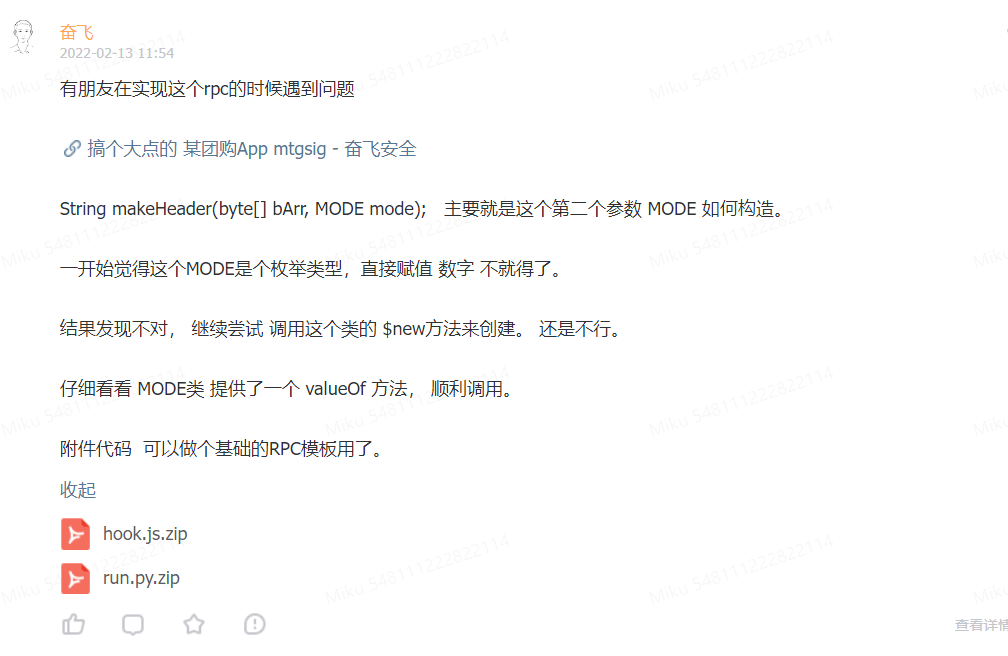 奋飞
2022-02-13 11:54
有朋友在实现这个rpc的时候遇到问题
搞个大点的 某团购App mtgsig - 奋飞安全
String makeHeader(byte[] bArr, MODE mode); 主要就是这个第二个参数 MODE 如何构造。
一开始觉得这个MODE是个枚举类型，直接赋值 数字 不就得了。
结果发现不对， 继续尝试 调用这个类的 $new方法来创建。 还是不行。
仔细看看 MODE类 提供了一个 valueOf 方法， 顺利调用。
附件代码 可以做个基础的RPC模板用了。
收起
hook.js.zip
run.py.zip
查看详情
Miku 548111222822114